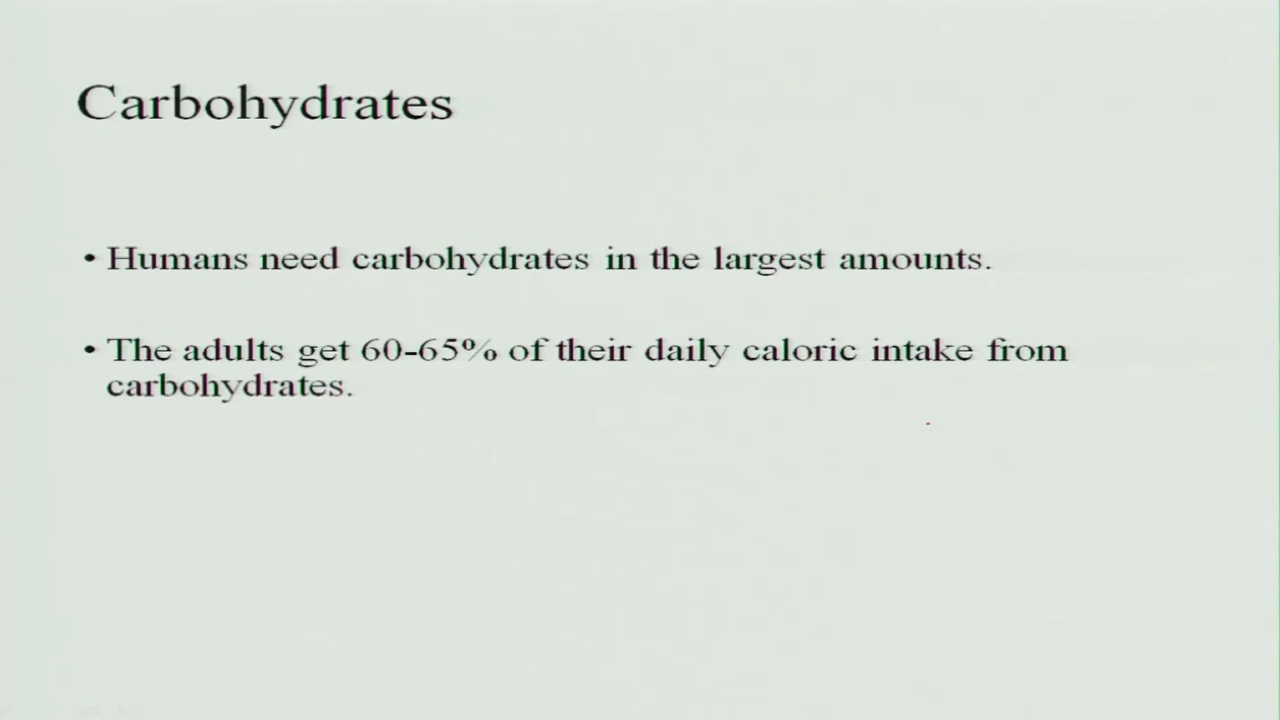 Carbohydrates
• Humans need carbohydrates in the largest amounts.
• The adults get 60-65% of their daily caloric intake from
carbohydrates.